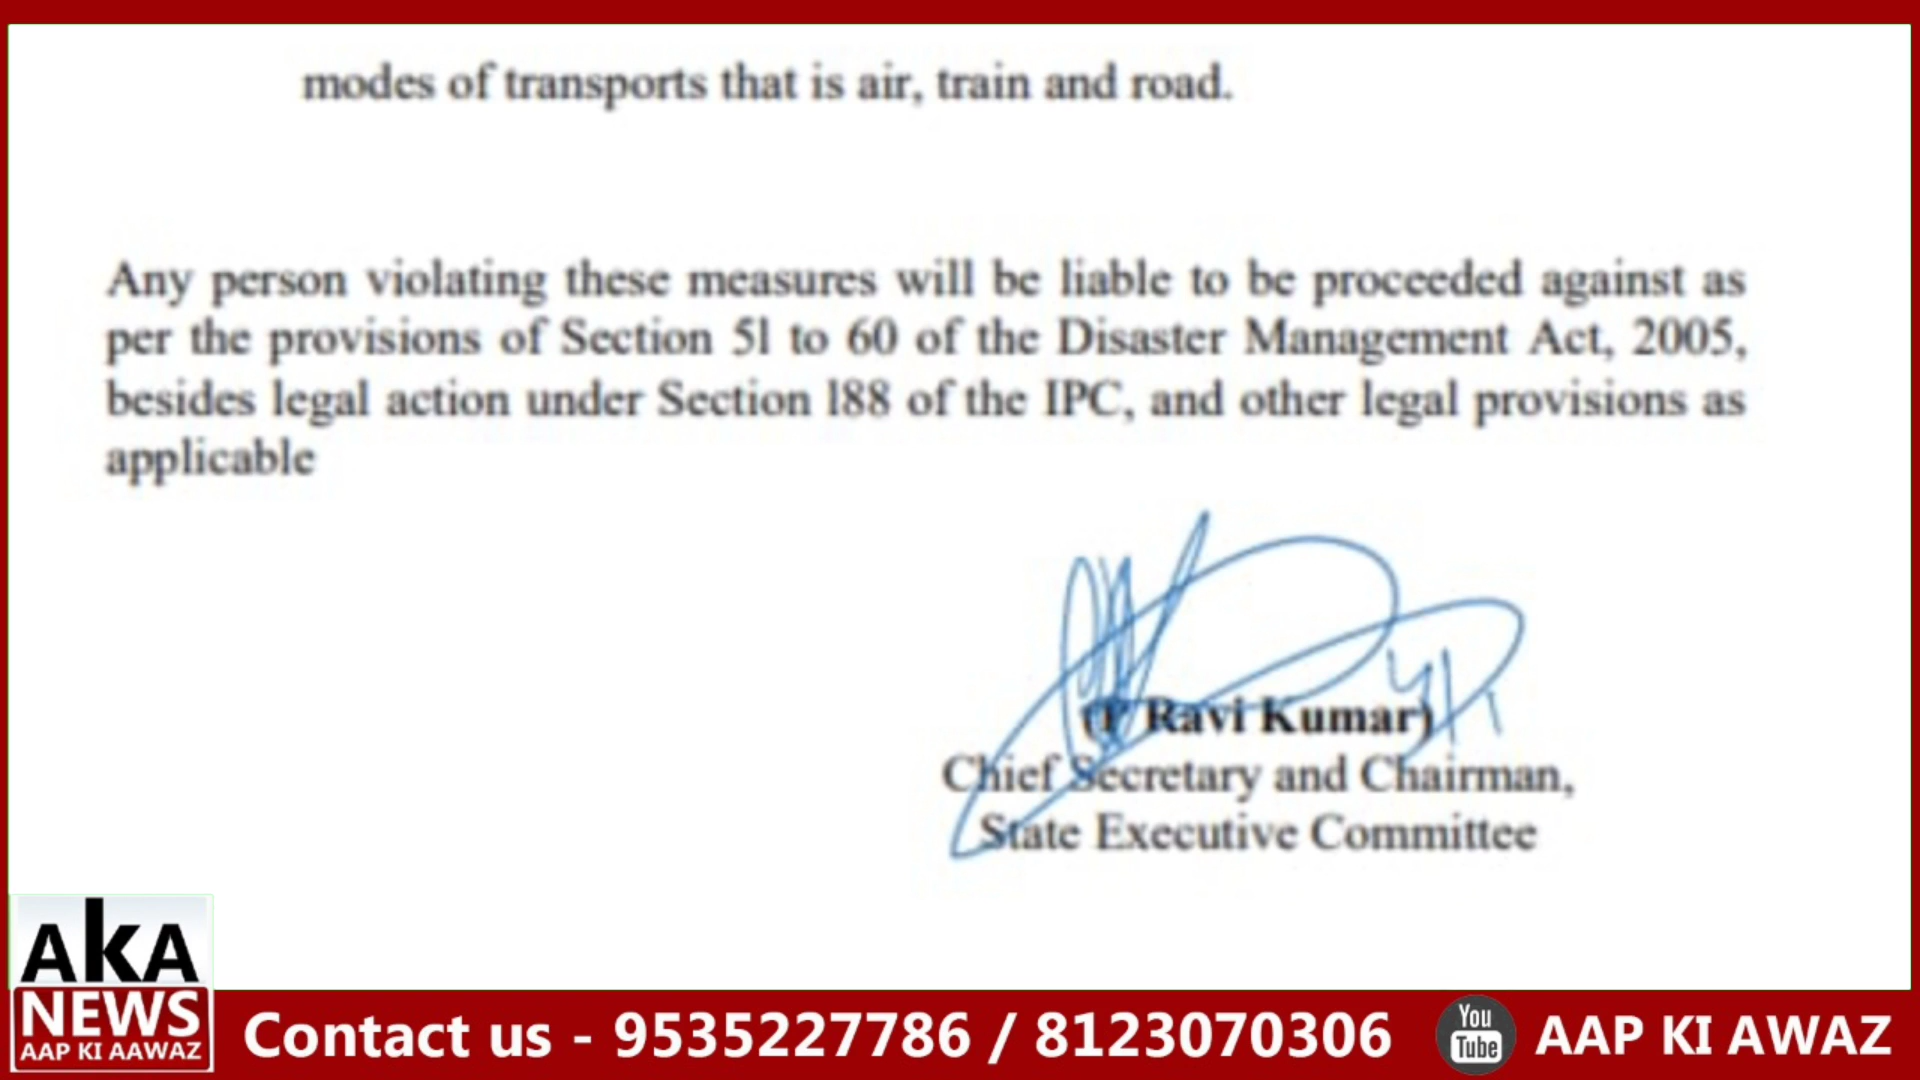 modes of transports that is air, train and road.
Any person violating these measures will be liable to be proceeded against as
per the provisions of Section 51 to 60 of the Disaster Management Act, 2005,
besides legal action under Section 188 of the IPC, and other legal provisions as
applicable
(P Ravi Kumar)
Chief Secretary and Chairman,
State Executive Committee
AkA
NEWS
AAP KI AAWAZ
Contact us - 9535227786 / 8123070306
You
Tube
AAP KI AWAZ